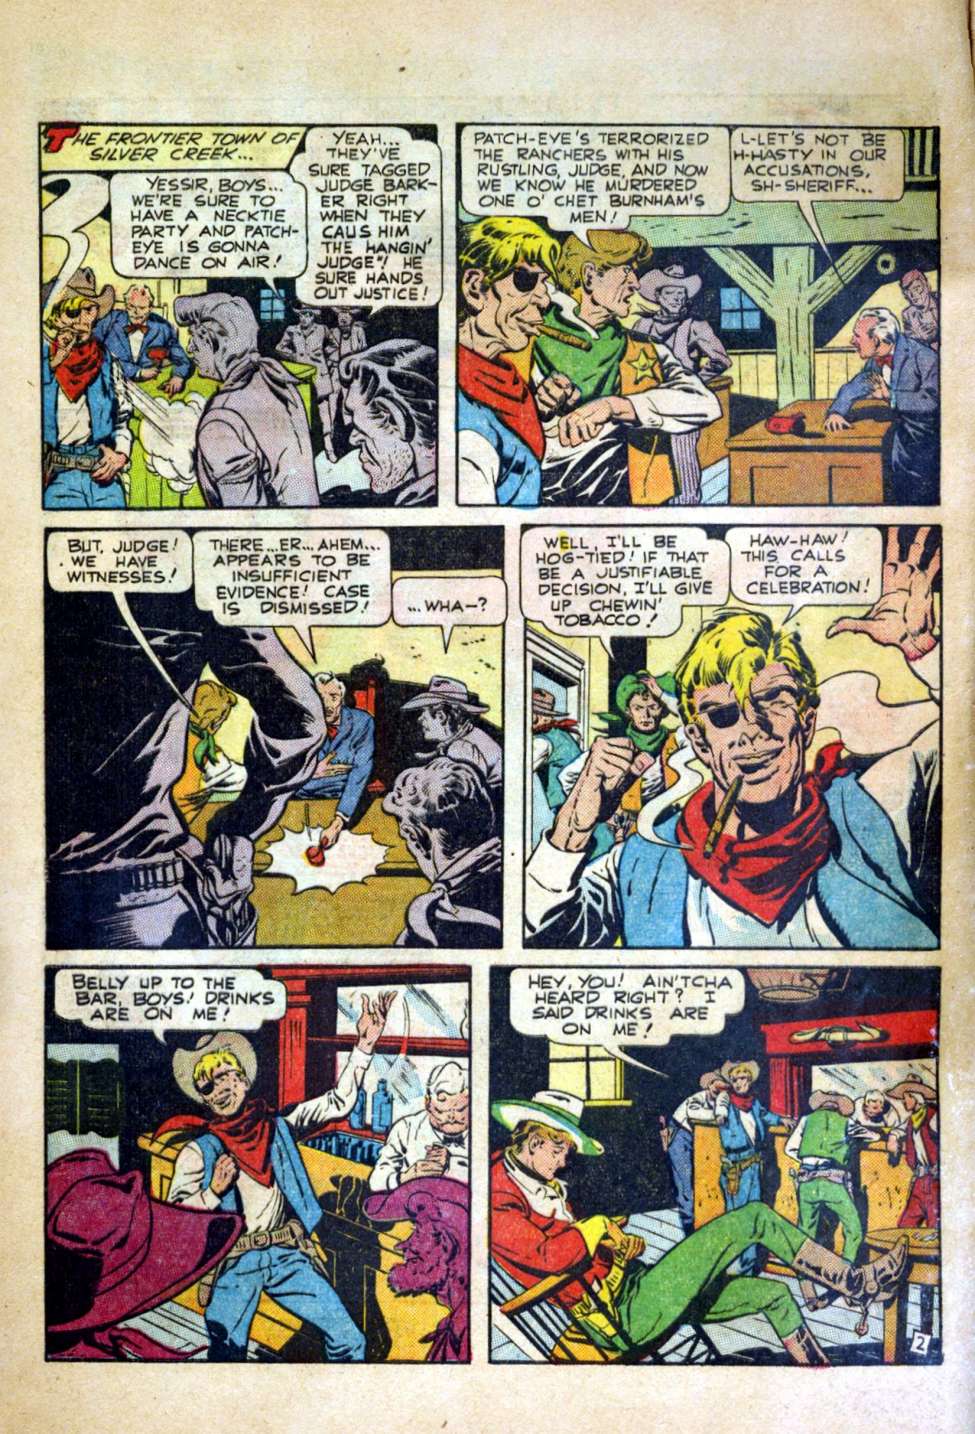 THE FRONTIER TOWN OF
SILVER CREEK...
YESSIR, BOYS...
WE'RE SURE TO
HAVE A NECKTIE
PARTY AND PATCH-
EYE IS GONNA
DANCE ON AIR!
YEAH...
THEY'VE
SURE TAGGED
JUDGE BARK-
ER RIGHT
WHEN THEY
CAUS HIM
THE HANGIN'
JUDGE"! HE
SURE HANDS
OUT JUSTICE!
PATCH-EYE'S TERRORIZED
THE RANCHERS WITH HIS
RUSTLING, JUDGE, AND NOW
WE KNOW HE MURDERED
ONE O' CHET BURNHAM'S
MEN!
L-LET'S NOT BE
H-HASTY IN OUR
ACCUSATIONS,
SH-SHERIFF...
BUT, JUDGE!
WE HAVE
WITNESSES!
THERE...ER...AHEM...
APPEARS TO BE
INSUFFICIENT
EVIDENCE! CASE
IS DISMISSED!
...WHA-?
WELL, I'LL BE
HOG-TIED! IF THAT
BE A JUSTIFIABLE
DECISION, I'LL GIVE
UP CHEWIN'
TOBACCO!
HAW-HAW!
THIS CALLS
FOR A
CELEBRATION!
BELLY UP TO THE
BAR, BOYS! DRINKS
ARE ON ME!
HEY, YOU! AIN'TCHA
HEARD RIGHT? I
SAID DRINKS ARE
ON ME!
2